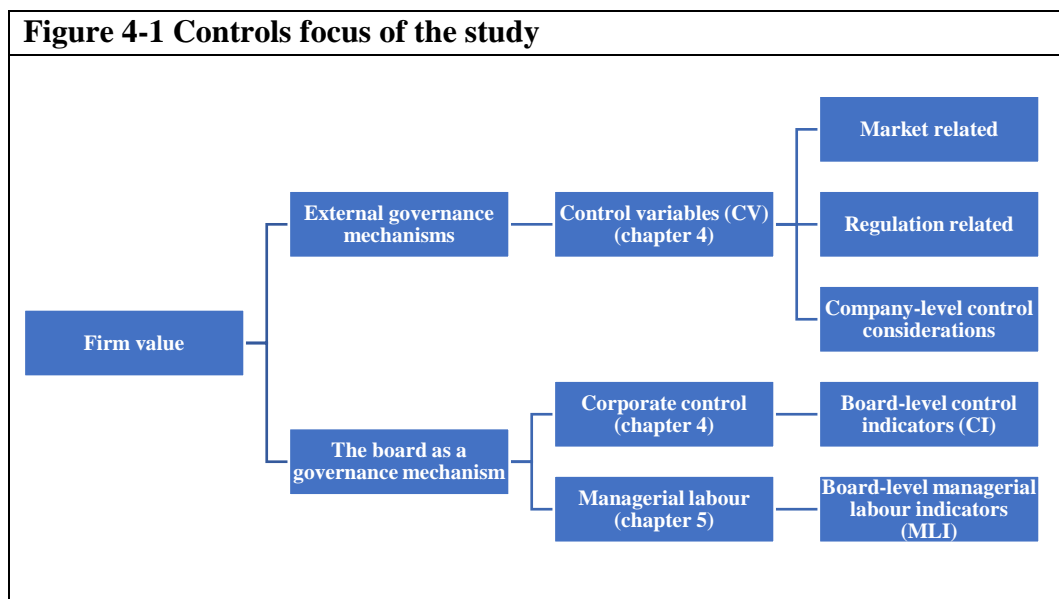 Figure 4-1 Controls focus of the study
Market related
External governance
mechanisms
Control variables (CV)
(chapter 4)
Regulation related
Company-level control
considerations
Firm value
Corporate control
(chapter 4)
Board-level control
indicators (CI)
The board as a
governance mechanism
Managerial labour
(chapter 5)
Board-level managerial
labour indicators
(MLI)